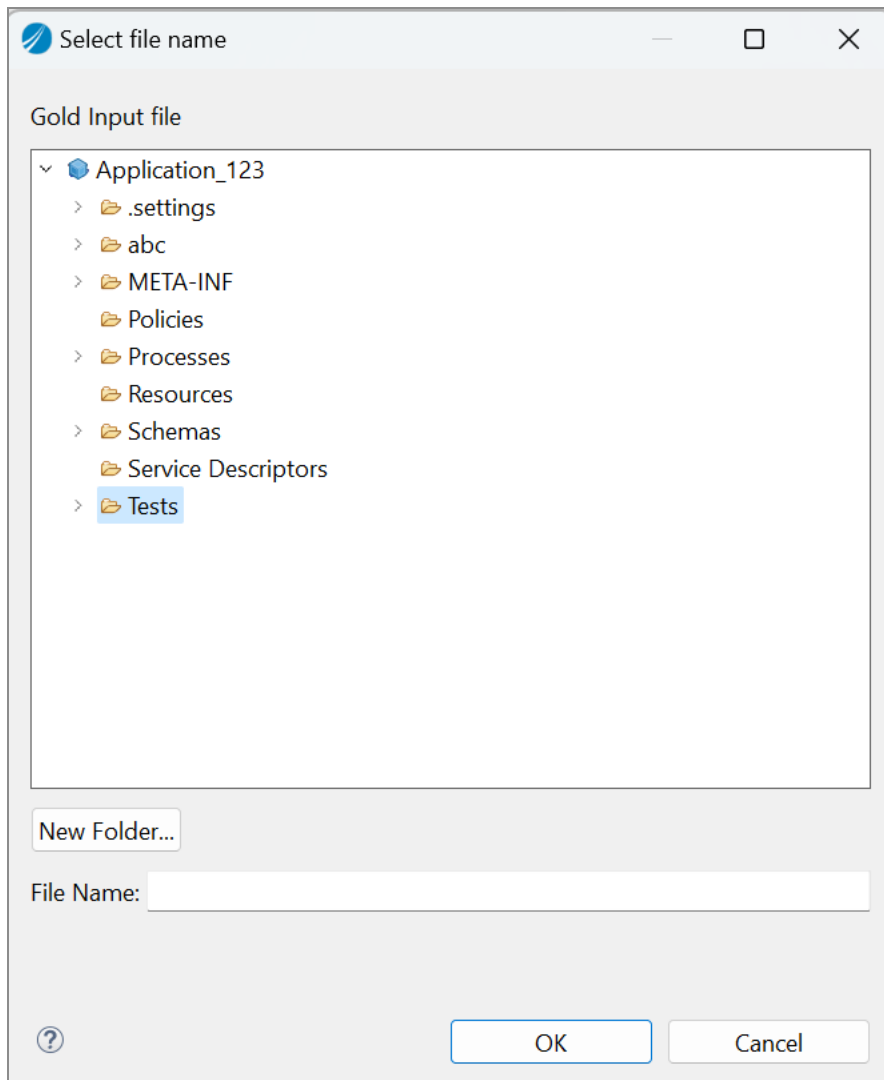 Select file name
Gold Input file
Application_123
.settings
abc
META-INF
Policies
Processes
Resources
Schemas
Service Descriptors
Tests
New Folder...
File Name:
?
OK
Cancel